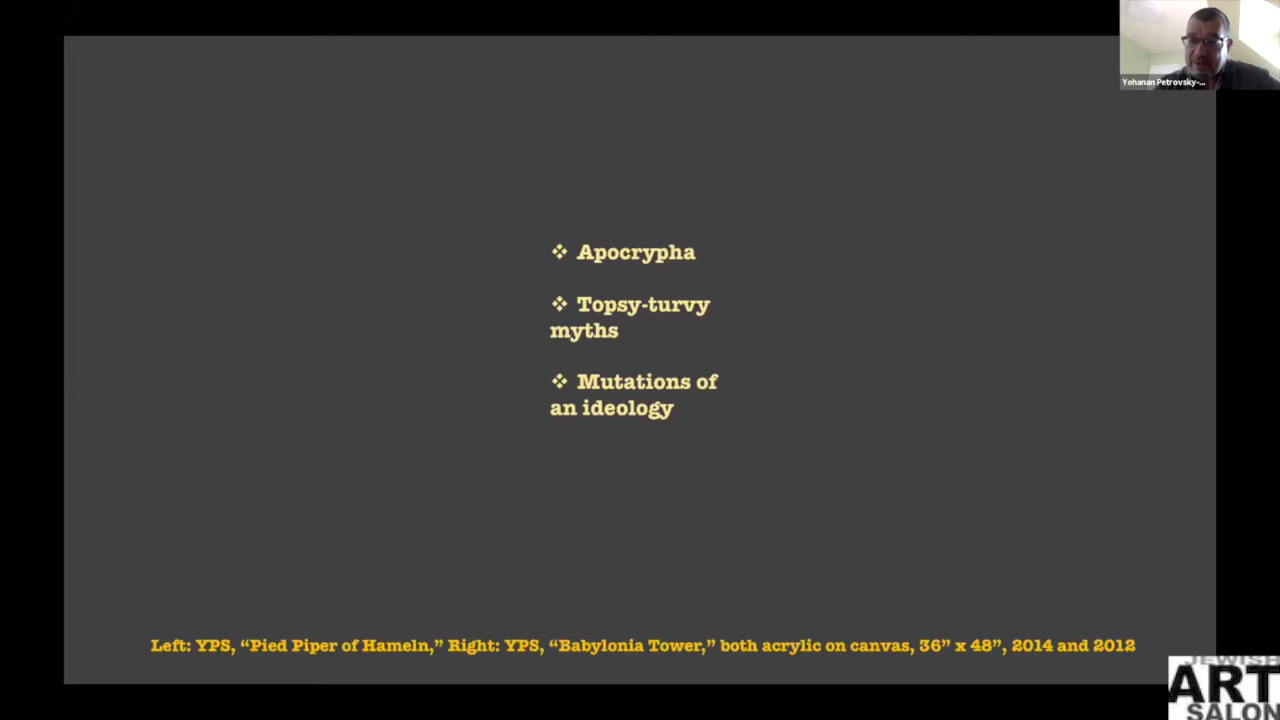 Yohanan Petrovsky-...
❖ Apocrypha
❖ Topsy-turvy
myths
❖ Mutations of
an ideology
Left: YPS, “Pied Piper of Hameln,” Right: YPS, “Babylonia Tower,” both acrylic on canvas, 36” x 48”, 2014 and 2012
JEWISH
ART
SALON